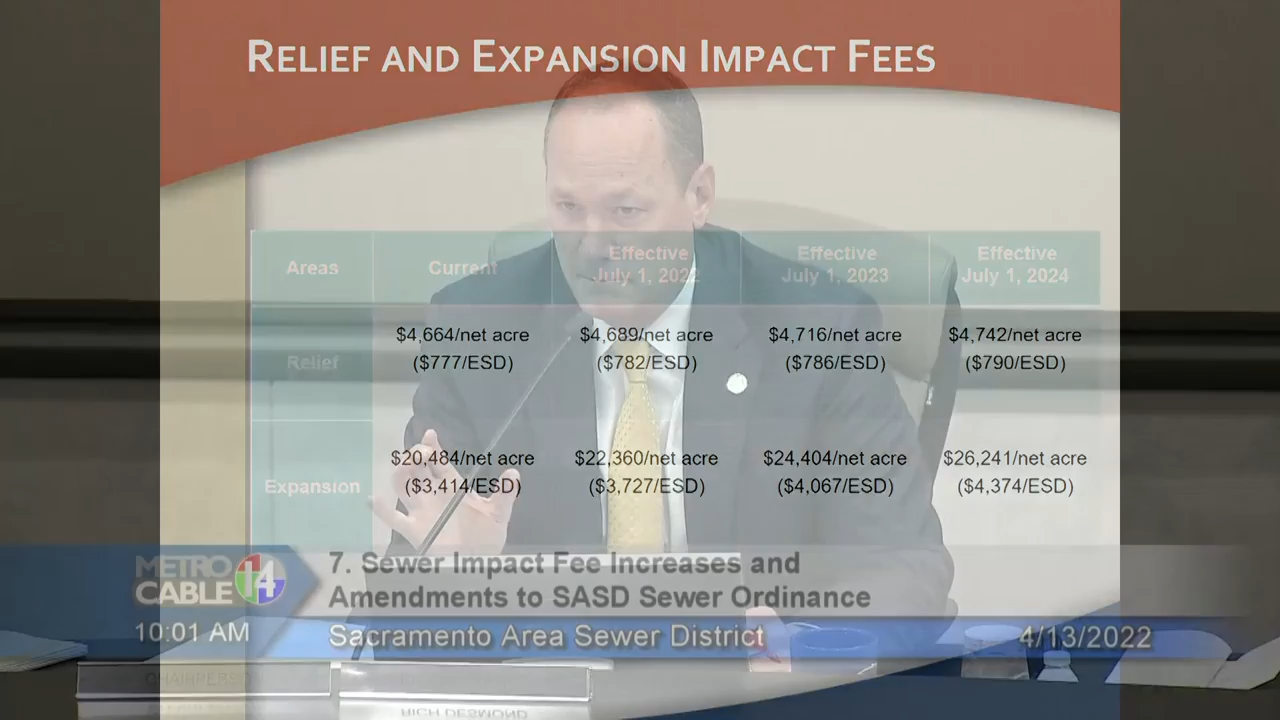 RELIEF AND EXPANSION IMPACT FEES
Areas Current Effective July 1, 2022 Effective July 1, 2023 Effective July 1, 2024
Relief
$4,664/net acre $4,689/net acre $4,716/net acre $4,742/net acre
($777/ESD) ($782/ESD) ($786/ESD) ($790/ESD)
Expansion
$20,484/net acre $22,360/net acre $24,404/net acre $26,241/net acre
($3,414/ESD) ($3,727/ESD) ($4,067/ESD) ($4,374/ESD)
METRO
CABLE 14
7. Sewer Impact Fee Increases and
Amendments to SASD Sewer Ordinance
10:01 AM Sacramento Area Sewer District 4/13/2022
CHAIRPERSON
RICH DESMOND